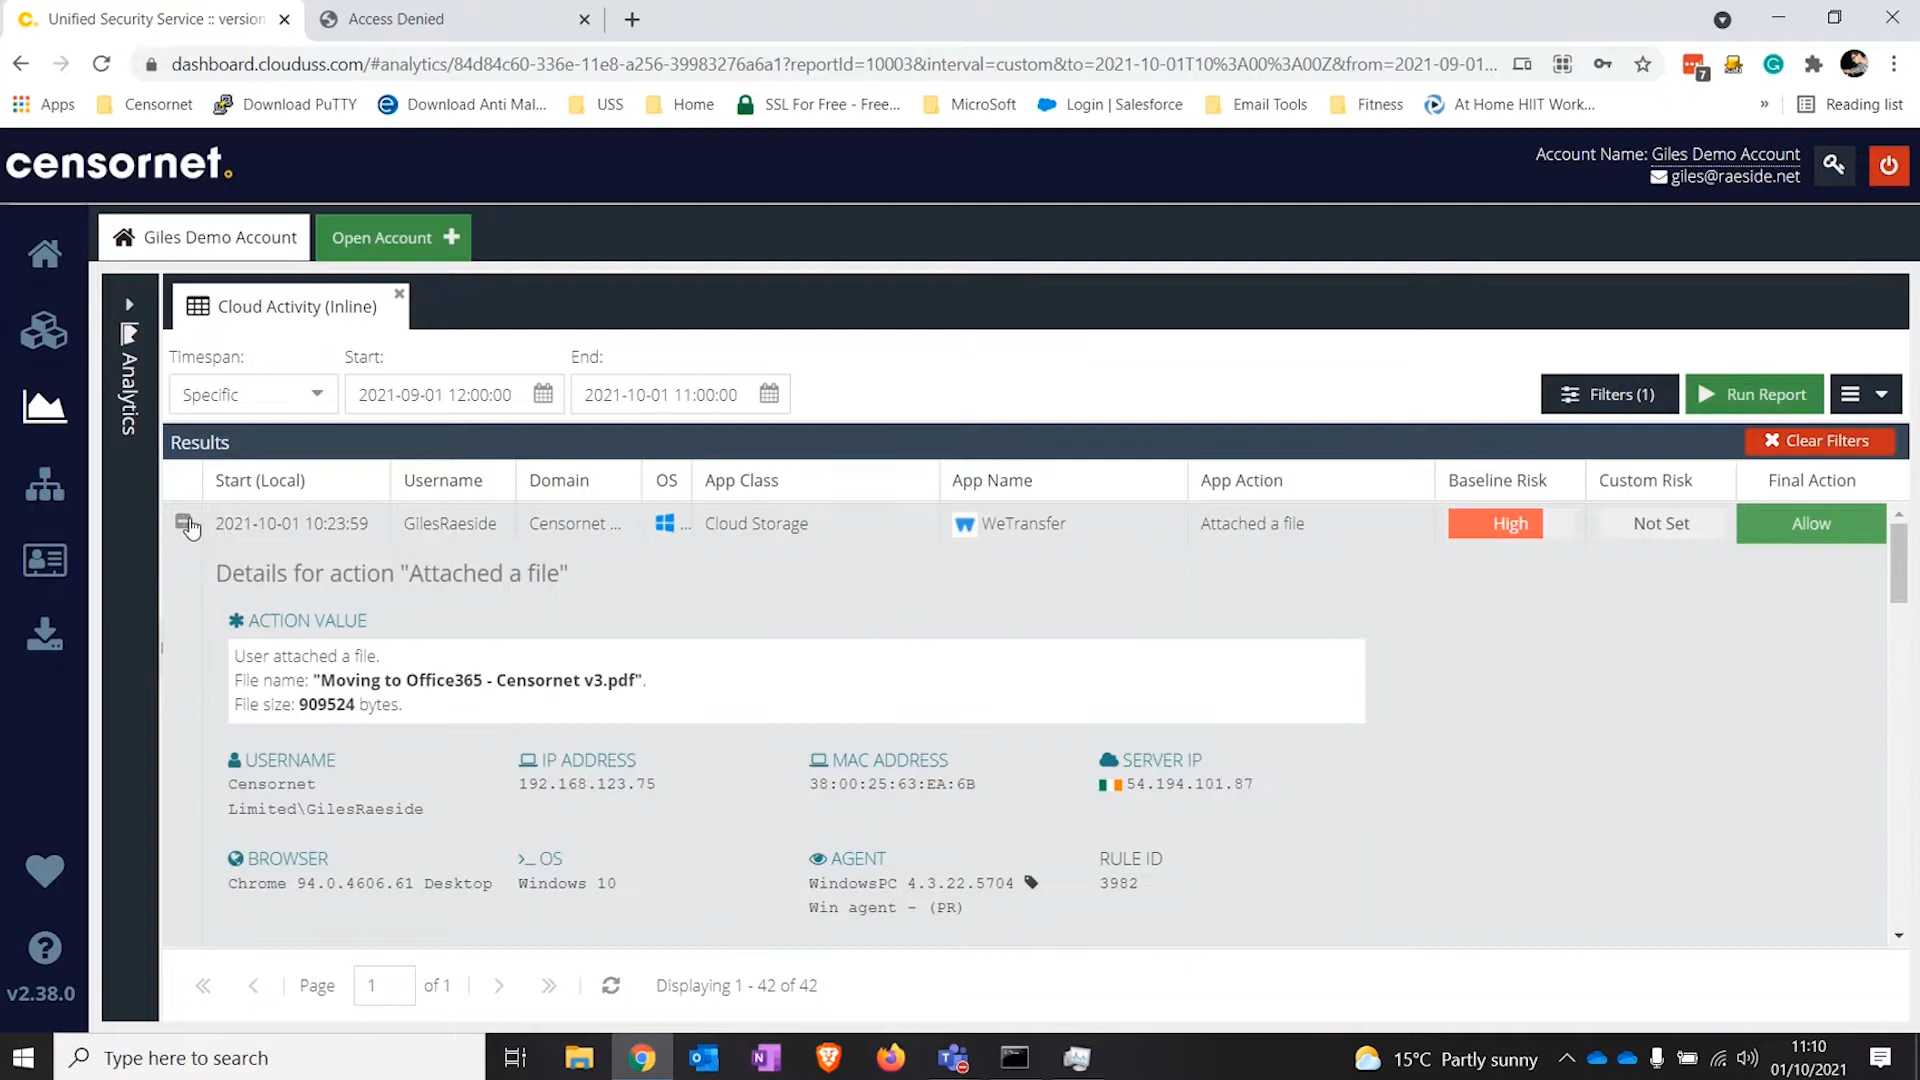 Unified Security Service :: version
Access Denied
dashboard.clouduss.com/#analytics/84d84c60-336e-11e8-a256-39983276a6a1?reportId=10003&interval=custom&to=2021-10-01T10%3A00%3A00Z&from=2021-09-01...
7
Apps
Censornet
Download PuTTY
Download Anti Mal...
USS
Home
SSL For Free - Free...
MicroSoft
Login | Salesforce
Email Tools
Fitness
At Home HIIT Work...
»
Reading list
censornet.
Account Name: Giles Demo Account
giles@raeside.net
Giles Demo Account
Open Account
Analytics
Cloud Activity (Inline)
Timespan:
Start:
End:
Specific
2021-09-01 12:00:00
2021-10-01 11:00:00
Filters (1)
Run Report
Results
Clear Filters
Start (Local)
Username
Domain
OS
App Class
App Name
App Action
Baseline Risk
Custom Risk
Final Action
2021-10-01 10:23:59
GilesRaeside
Censornet ...
...
Cloud Storage
WeTransfer
Attached a file
High
Not Set
Allow
Details for action "Attached a file"
ACTION VALUE
User attached a file.
File name: "Moving to Office365 - Censornet v3.pdf".
File size: 909524 bytes.
USERNAME
IP ADDRESS
MAC ADDRESS
SERVER IP
Censornet
Limited\GilesRaeside
192.168.123.75
38:00:25:63:EA:6B
54.194.101.87
BROWSER
OS
AGENT
RULE ID
Chrome 94.0.4606.61 Desktop
Windows 10
WindowsPC 4.3.22.5704
Win agent - (PR)
3982
Page
1
of 1
Displaying 1 - 42 of 42
v2.38.0
Type here to search
15°C Partly sunny
11:10
01/10/2021